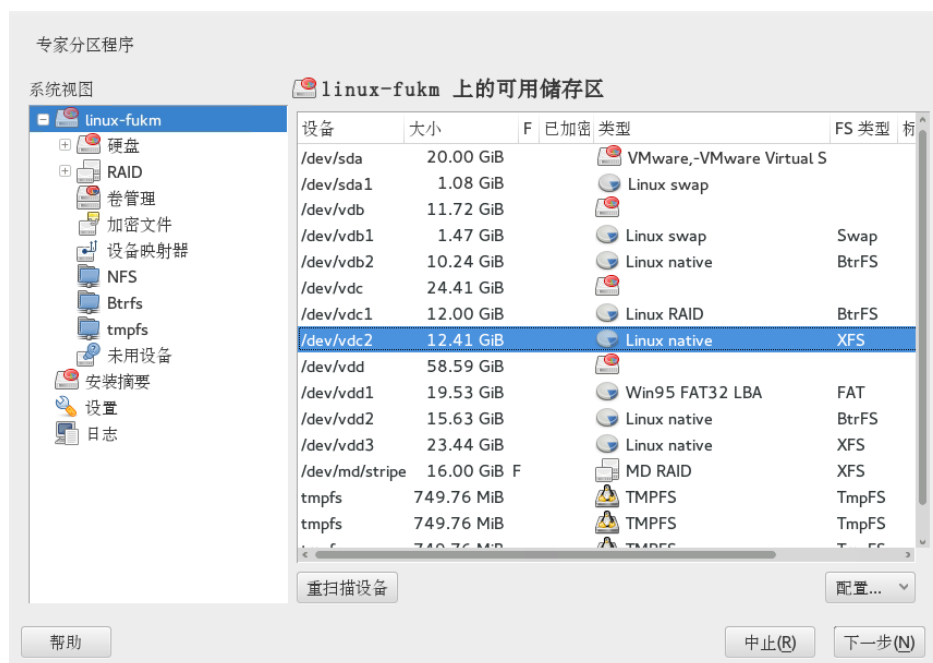 专家分区程序
系统视图
linux-fukm
硬盘
RAID
卷管理
加密文件
设备映射器
NFS
Btrfs
tmpfs
未用设备
安装摘要
设置
日志
linux-fukm 上的可用储存区
设备 大小 F 已加密 类型 FS 类型 标
/dev/sda 20.00 GiB VMware,-VMware Virtual S
/dev/sda1 1.08 GiB Linux swap
/dev/vdb 11.72 GiB
/dev/vdb1 1.47 GiB Linux swap Swap
/dev/vdb2 10.24 GiB Linux native BtrFS
/dev/vdc 24.41 GiB
/dev/vdc1 12.00 GiB Linux RAID BtrFS
/dev/vdc2 12.41 GiB Linux native XFS
/dev/vdd 58.59 GiB
/dev/vdd1 19.53 GiB Win95 FAT32 LBA FAT
/dev/vdd2 15.63 GiB Linux native BtrFS
/dev/vdd3 23.44 GiB Linux native XFS
/dev/md/stripe 16.00 GiB F MD RAID XFS
tmpfs 749.76 MiB TMPFS TmpFS
tmpfs 749.76 MiB TMPFS TmpFS
重扫描设备
配置...
帮助
中止(R)
下一步(N)